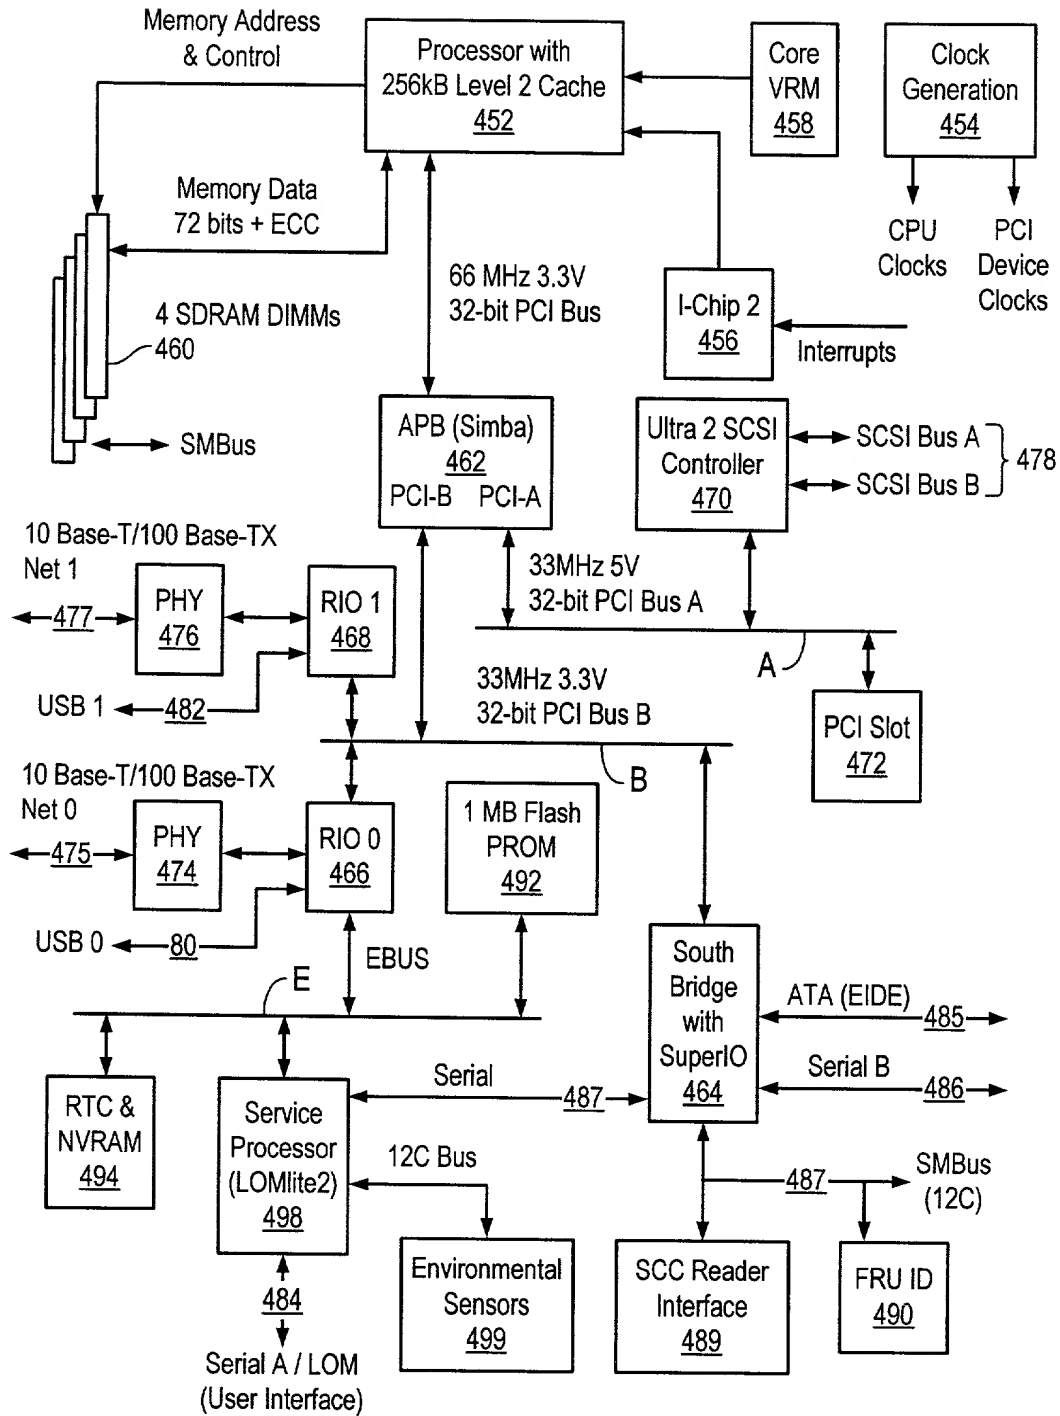 Memory Address
& Control
Processor with
256kB Level 2 Cache
452
Core
VRM
458
Clock
Generation
454
CPU
Clocks
PCI
Device
Clocks
Memory Data
72 bits + ECC
66 MHz 3.3V
32-bit PCI Bus
I-Chip 2
456
Interrupts
4 SDRAM DIMMs
460
SMBus
APB (Simba)
462
PCI-B PCI-A
Ultra 2 SCSI
Controller
470
SCSI Bus A
SCSI Bus B
478
10 Base-T/100 Base-TX
Net 1
477
PHY
476
RIO 1
468
USB 1
482
33MHz 5V
32-bit PCI Bus A
A
33MHz 3.3V
32-bit PCI Bus B
B
PCI Slot
472
10 Base-T/100 Base-TX
Net 0
475
PHY
474
RIO 0
466
USB 0
80
1 MB Flash
PROM
492
EBUS
E
South
Bridge
with
SuperIO
464
ATA (EIDE)
485
Serial B
486
RTC &
NVRAM
494
Service
Processor
(LOMlite2)
498
Serial
487
12C Bus
487
SMBus
(12C)
Environmental
Sensors
499
SCC Reader
Interface
489
FRU ID
490
484
Serial A / LOM
(User Interface)